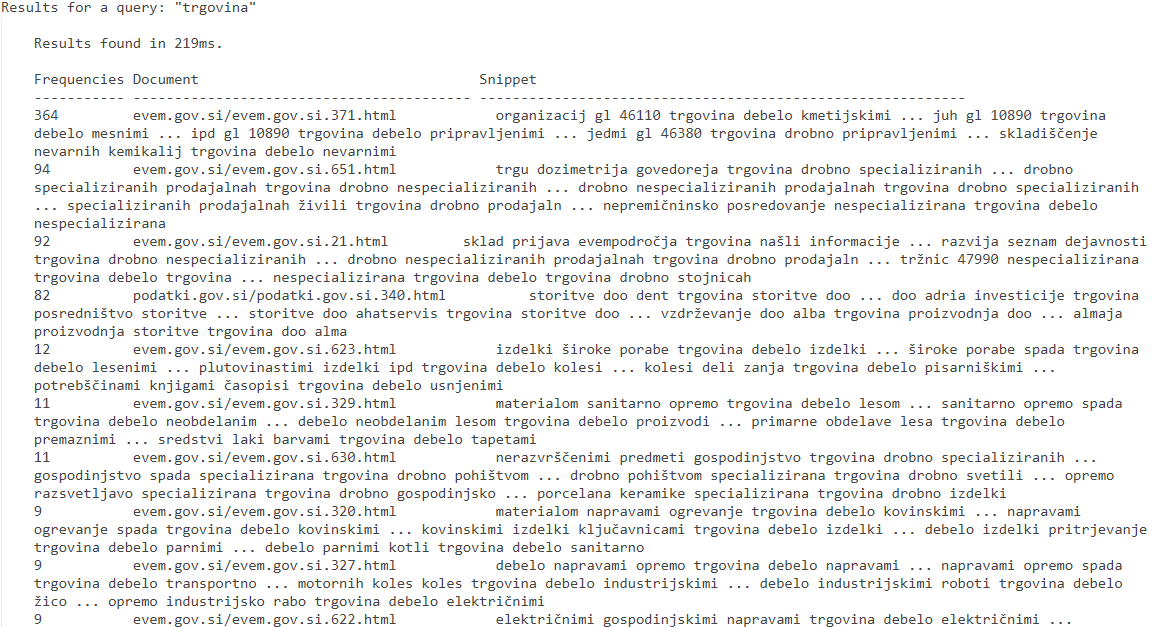 Results for a query: "trgovina"
Results found in 219ms.
Frequencies Document Snippet
----------- ----------------------------------------- -----------------------------------------------------------
364 evem.gov.si/evem.gov.si.371.html organizacij gl 46110 trgovina debelo kmetijskimi ... juh gl 10890 trgovina
debelo mesnimi ... ipd gl 10890 trgovina debelo pripravljenimi ... jedmi gl 46380 trgovina drobno pripravljenimi ... skladiščenje
nevarnih kemikalij trgovina debelo nevarnimi
94 evem.gov.si/evem.gov.si.651.html trgu dozimetrija govedoreja trgovina drobno specializiranih ... drobno
specializiranih prodajalnah trgovina drobno nespecializiranih ... drobno nespecializiranih prodajalnah trgovina drobno specializiranih
... specializiranih prodajalnah živili trgovina drobno prodajaln ... nepremičninsko posredovanje nespecializirana trgovina debelo
nespecializirana
92 evem.gov.si/evem.gov.si.21.html sklad prijava evempodročja trgovina našli informacije ... razvija seznam dejavnosti
trgovina drobno nespecializiranih ... drobno nespecializiranih prodajalnah trgovina drobno prodajaln ... tržnic 47990 nespecializirana
trgovina debelo trgovina ... nespecializirana trgovina debelo trgovina drobno stojnicah
82 podatki.gov.si/podatki.gov.si.340.html storitve doo dent trgovina storitve doo ... doo adria investicije trgovina
posredništvo storitve ... storitve doo ahatservis trgovina storitve doo ... vzdrževanje doo alba trgovina proizvodnja doo ... almaja
proizvodnja storitve trgovina doo alma
12 evem.gov.si/evem.gov.si.623.html izdelki široke porabe trgovina debelo izdelki ... široke porabe spada trgovina
debelo lesenimi ... plutovinastimi izdelki ipd trgovina debelo kolesi ... kolesi deli zanja trgovina debelo pisarniškimi ...
potrebščinami knjigami časopisi trgovina debelo usnjenimi
11 evem.gov.si/evem.gov.si.329.html materialom sanitarno opremo trgovina debelo lesom ... sanitarno opremo spada
trgovina debelo neobdelanim ... debelo neobdelanim lesom trgovina debelo proizvodi ... primarne obdelave lesa trgovina debelo
premaznimi ... sredstvi laki barvami trgovina debelo tapetami
11 evem.gov.si/evem.gov.si.630.html nerazvrščenimi predmeti gospodinjstvo trgovina drobno specializiranih ...
gospodinjstvo spada specializirana trgovina drobno pohištvom ... drobno pohištvom specializirana trgovina drobno svetili ... opremo
razsvetljavo specializirana trgovina drobno gospodinjsko ... porcelana keramike specializirana trgovina drobno izdelki
9 evem.gov.si/evem.gov.si.320.html materialom napravami ogrevanje trgovina debelo kovinskimi ... napravami
ogrevanje spada trgovina debelo kovinskimi ... kovinskimi izdelki ključavnicami trgovina debelo izdelki ... debelo izdelki pritrjevanje
trgovina debelo parnimi ... debelo parnimi kotli trgovina debelo sanitarno
9 evem.gov.si/evem.gov.si.327.html debelo napravami opremo trgovina debelo napravami ... napravami opremo spada
trgovina debelo transportno ... motornih koles koles trgovina debelo industrijskimi ... debelo industrijskimi roboti trgovina debelo
žico ... opremo industrijsko rabo trgovina debelo električnimi
9 evem.gov.si/evem.gov.si.622.html električnimi gospodinjskimi napravami trgovina debelo električnimi ...